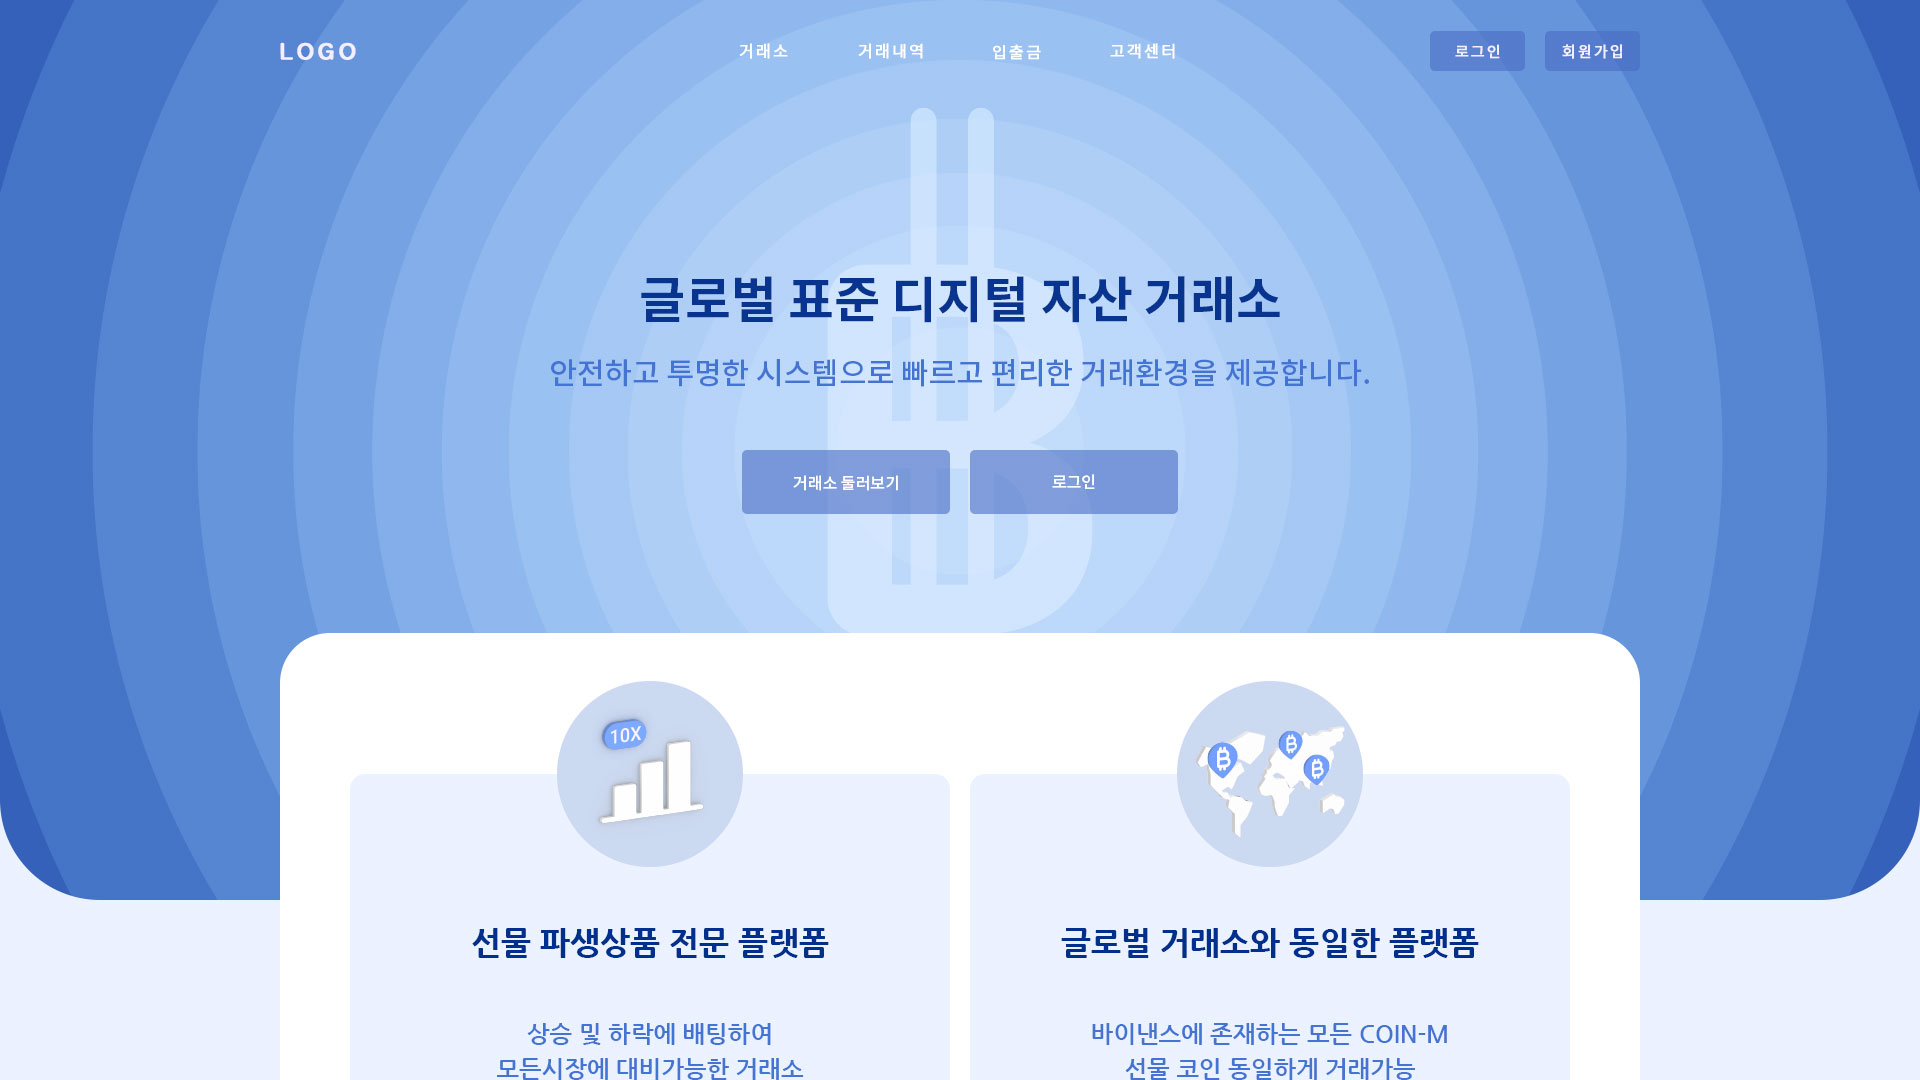 LOGO 거래소 거래내역 입출금 고객센터 로그인 회원가입
글로벌 표준 디지털 자산 거래소
안전하고 투명한 시스템으로 빠르고 편리한 거래환경을 제공합니다.
거래소 둘러보기 로그인
10X
선물 파생상품 전문 플랫폼
상승 및 하락에 배팅하여
모든시장에 대비가능한 거래소
글로벌 거래소와 동일한 플랫폼
바이낸스에 존재하는 모든 COIN-M
선물 코인 동일하게 거래가능